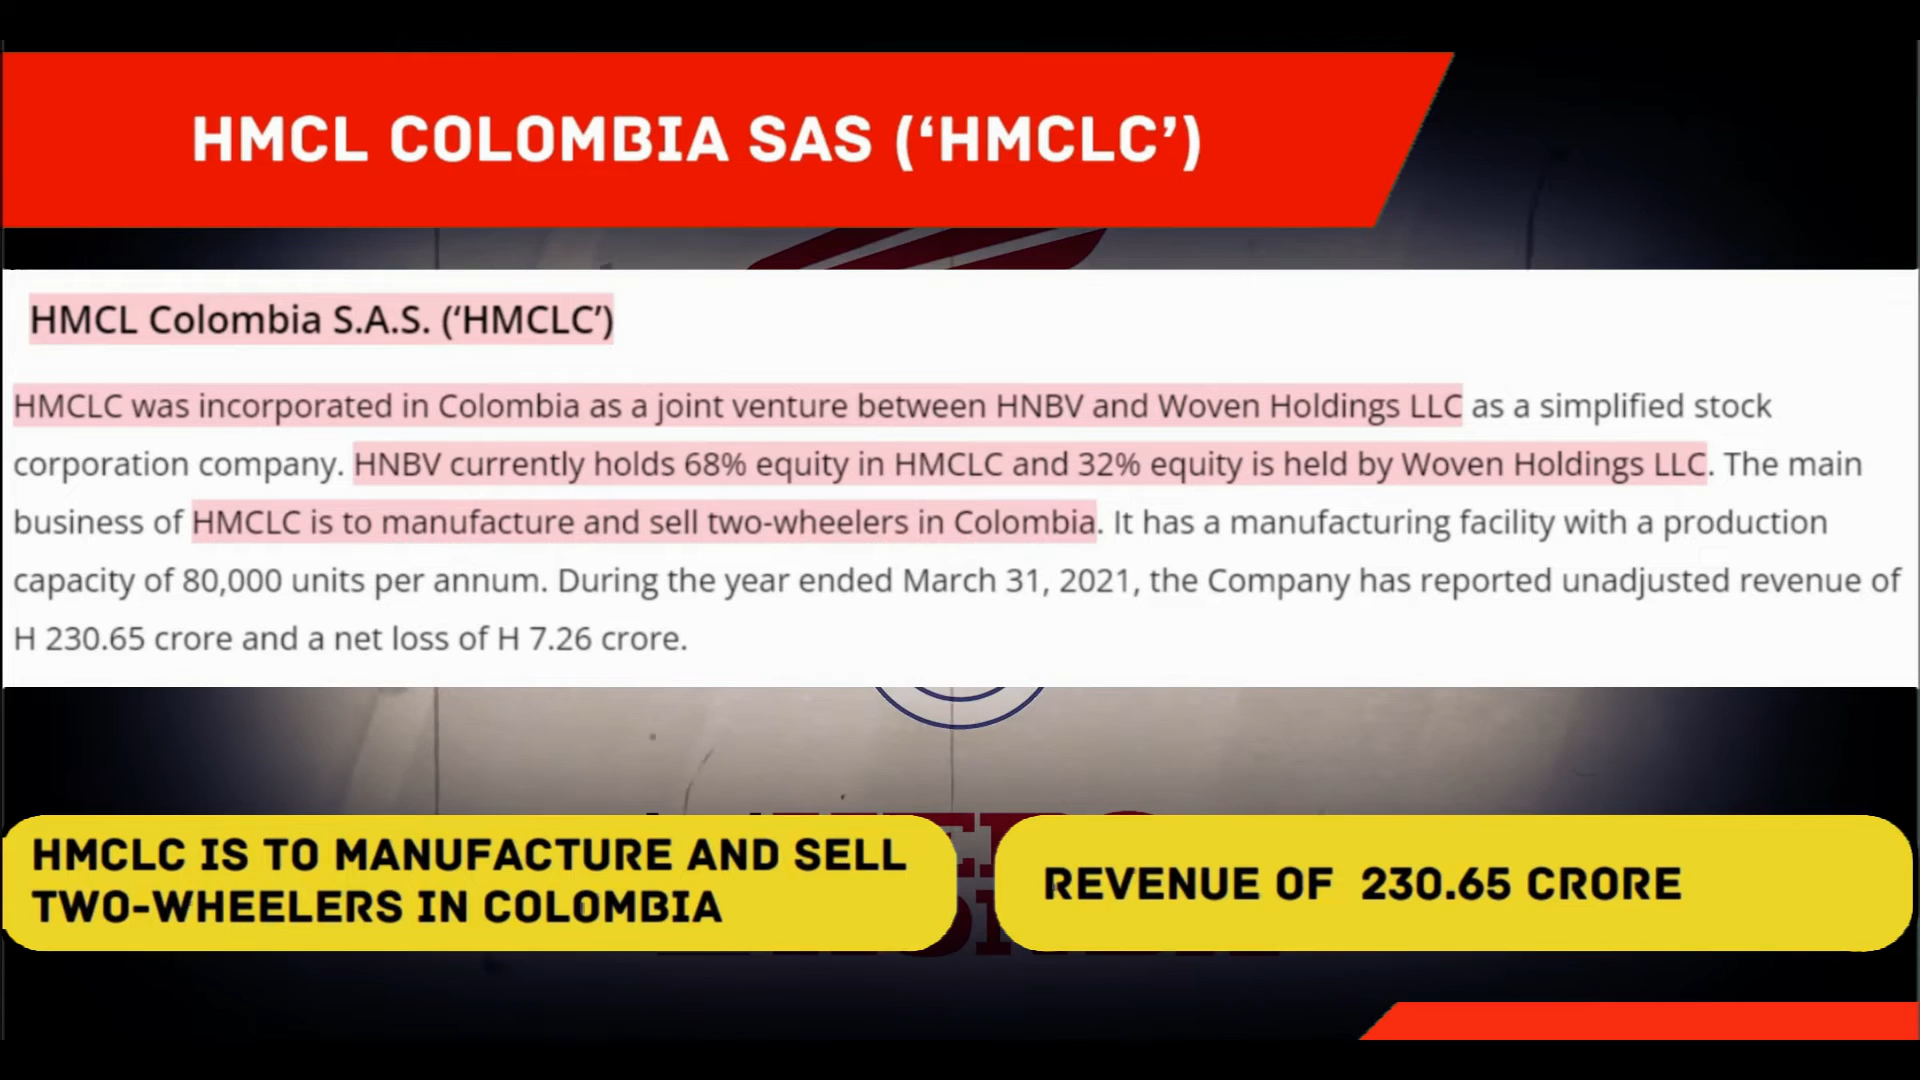 HMCL COLOMBIA SAS (‘HMCLC’)
HMCL Colombia S.A.S. (‘HMCLC’)
HMCLC was incorporated in Colombia as a joint venture between HNBV and Woven Holdings LLC as a simplified stock
corporation company. HNBV currently holds 68% equity in HMCLC and 32% equity is held by Woven Holdings LLC. The main
business of HMCLC is to manufacture and sell two-wheelers in Colombia. It has a manufacturing facility with a production
capacity of 80,000 units per annum. During the year ended March 31, 2021, the Company has reported unadjusted revenue of
H 230.65 crore and a net loss of H 7.26 crore.
HMCLC IS TO MANUFACTURE AND SELL
TWO-WHEELERS IN COLOMBIA
REVENUE OF 230.65 CRORE